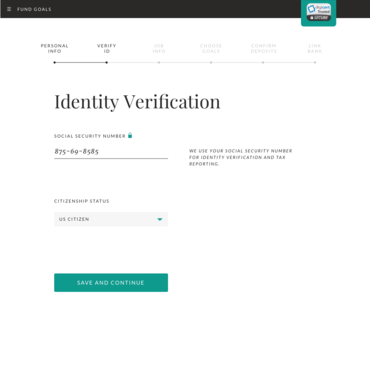 FUND GOALS
SECURE
PERSONAL INFO
VERIFY ID
JOB INFO
CHOOSE GOALS
CONFIRM DEPOSITS
LINK BANK
Identity Verification
SOCIAL SECURITY NUMBER
875-69-8585
WE USE YOUR SOCIAL SECURITY NUMBER
FOR IDENTITY VERIFICATION AND TAX
REPORTING.
CITIZENSHIP STATUS
US CITIZEN
SAVE AND CONTINUE